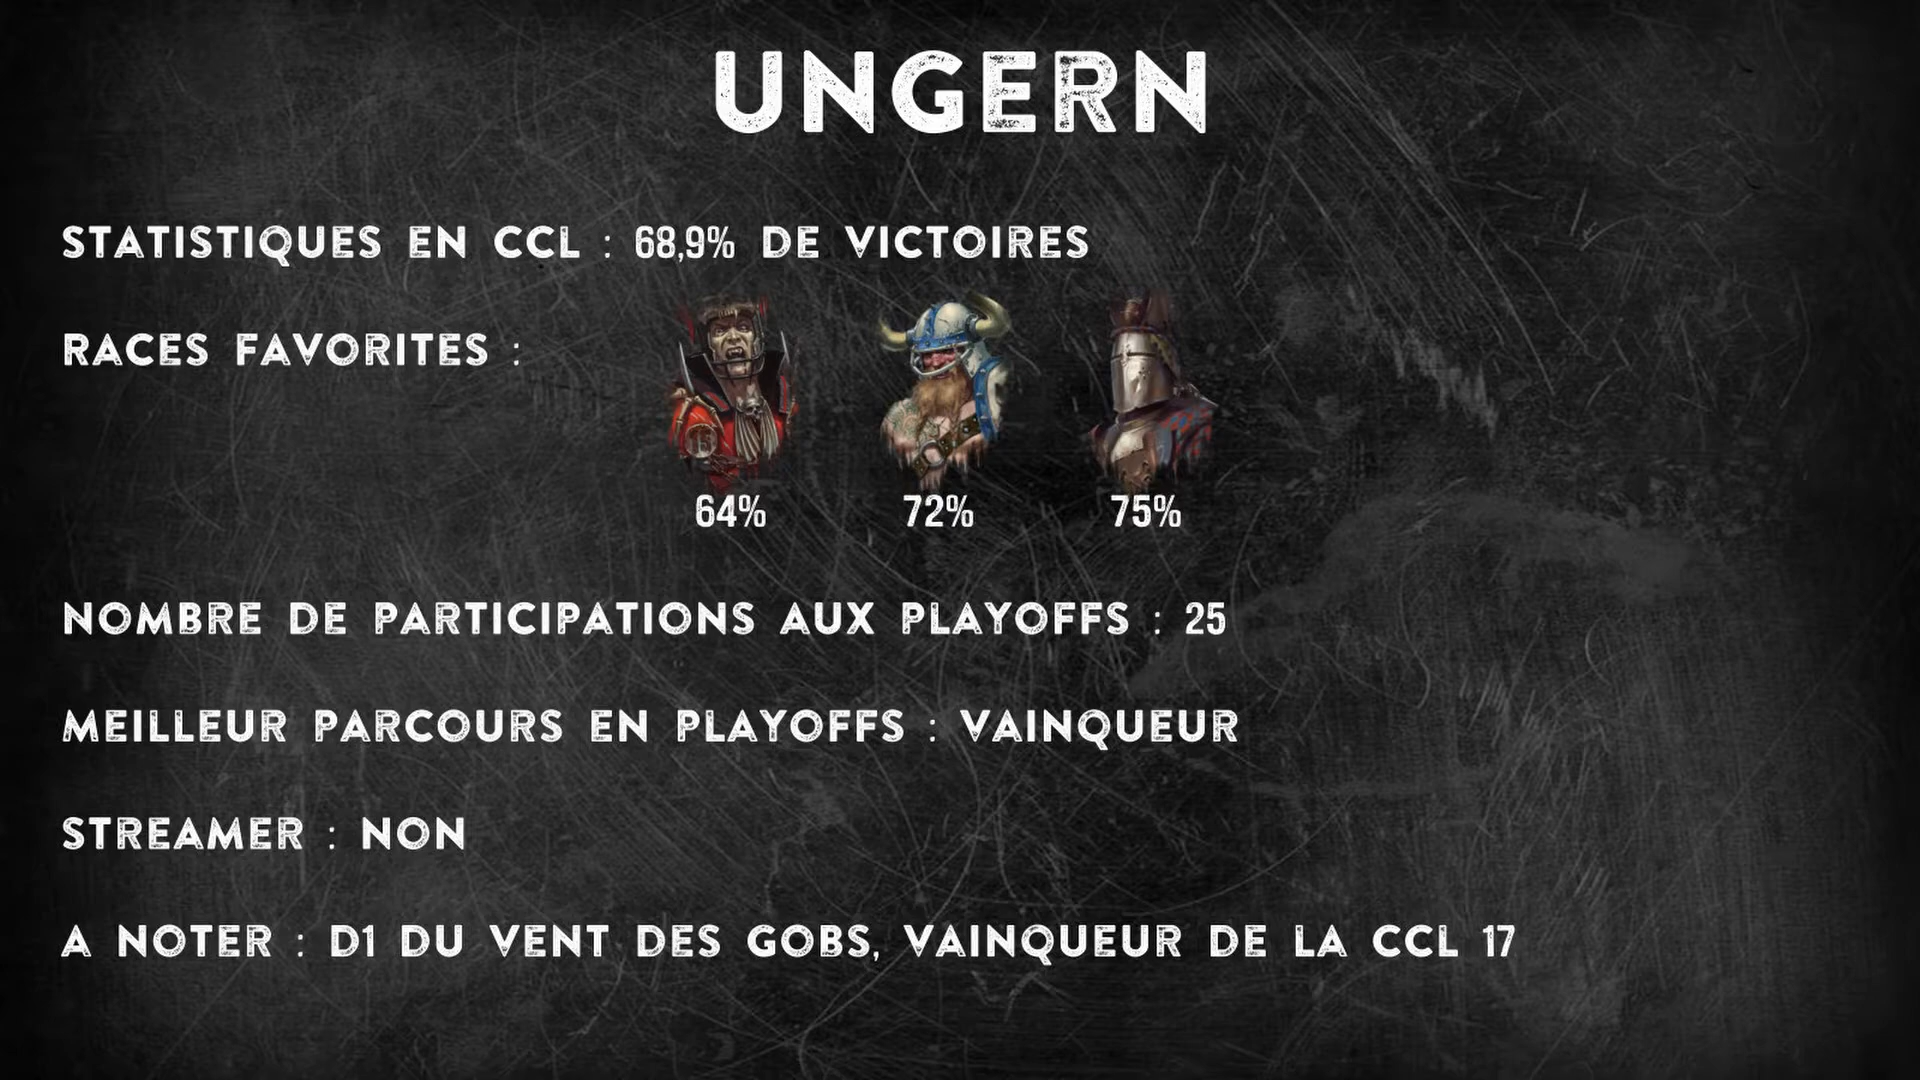 UNGERN
STATISTIQUES EN CCL : 68,9% DE VICTOIRES
RACES FAVORITES :
64% 72% 75%
NOMBRE DE PARTICIPATIONS AUX PLAYOFFS : 25
MEILLEUR PARCOURS EN PLAYOFFS : VAINQUEUR
STREAMER : NON
A NOTER : D1 DU VENT DES GOBS, VAINQUEUR DE LA CCL 17